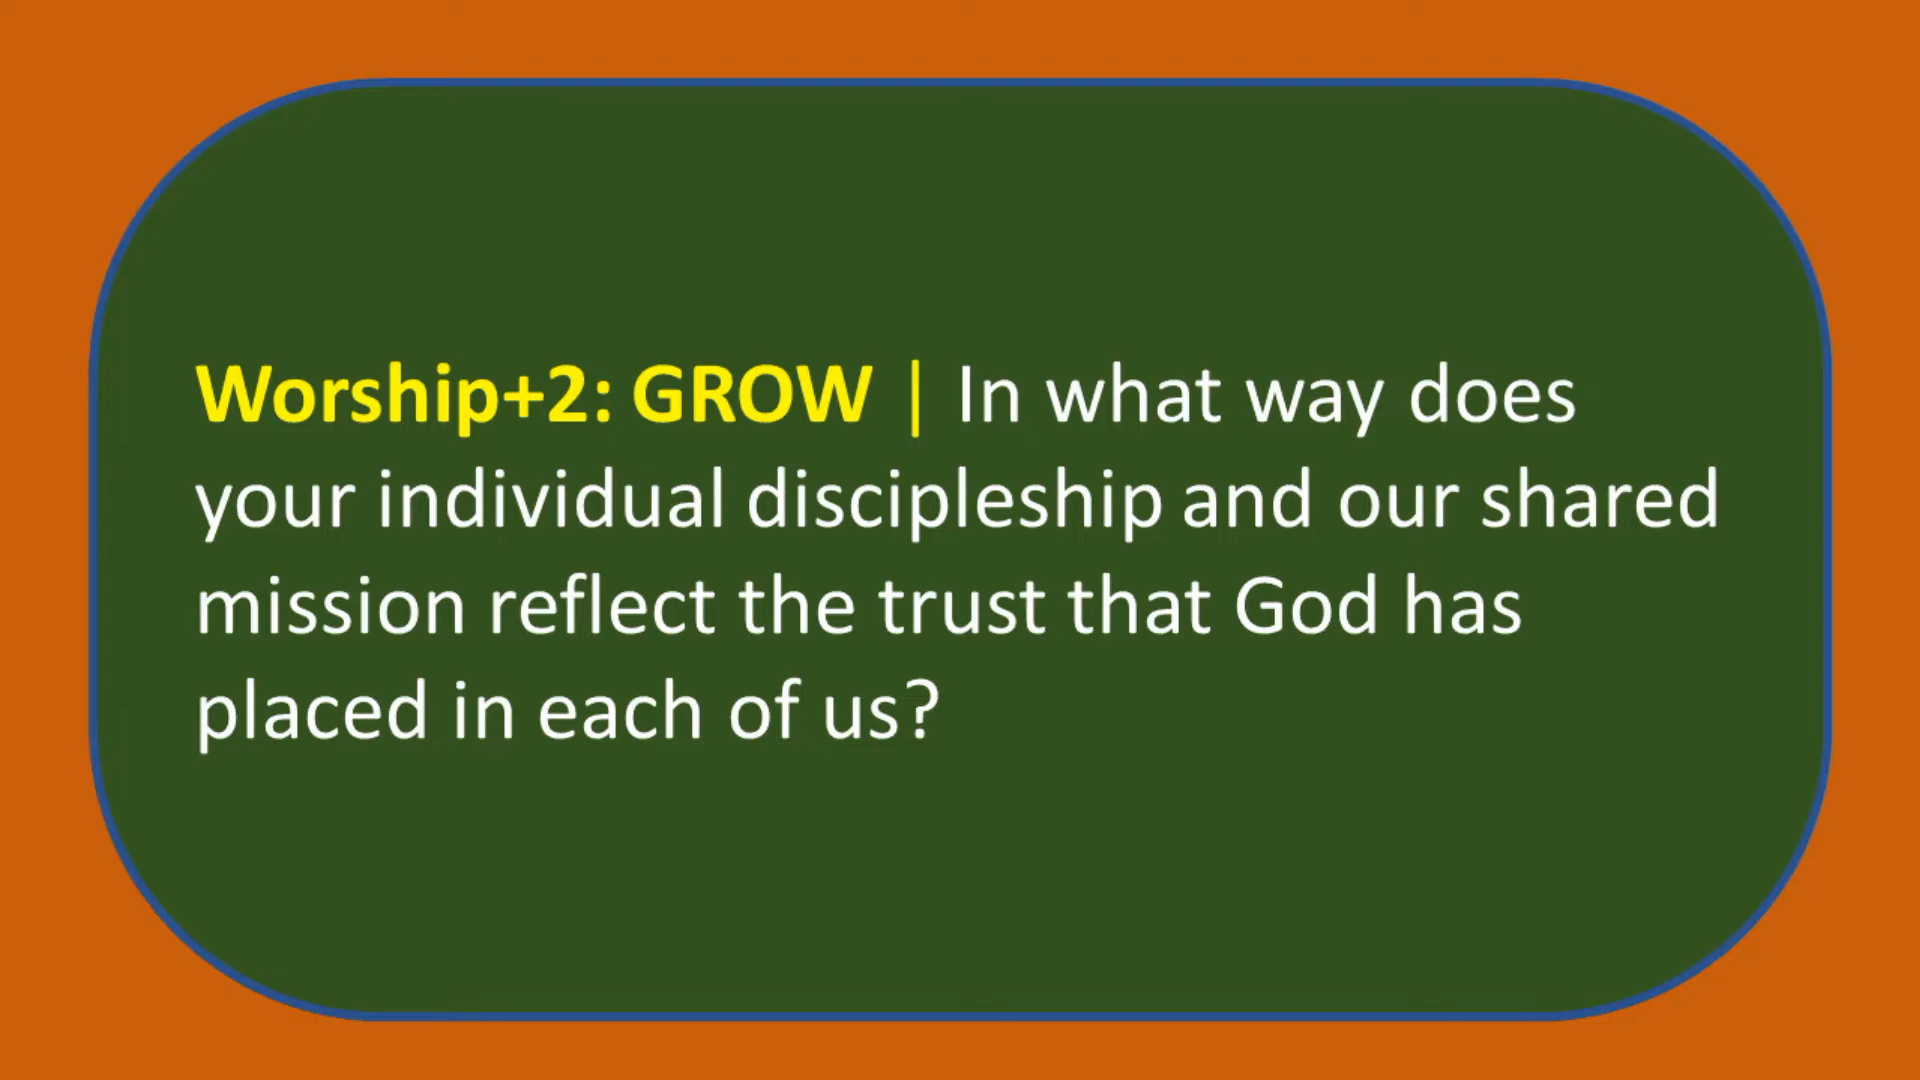 Worship+2: GROW | In what way does
your individual discipleship and our shared
mission reflect the trust that God has
placed in each of us?